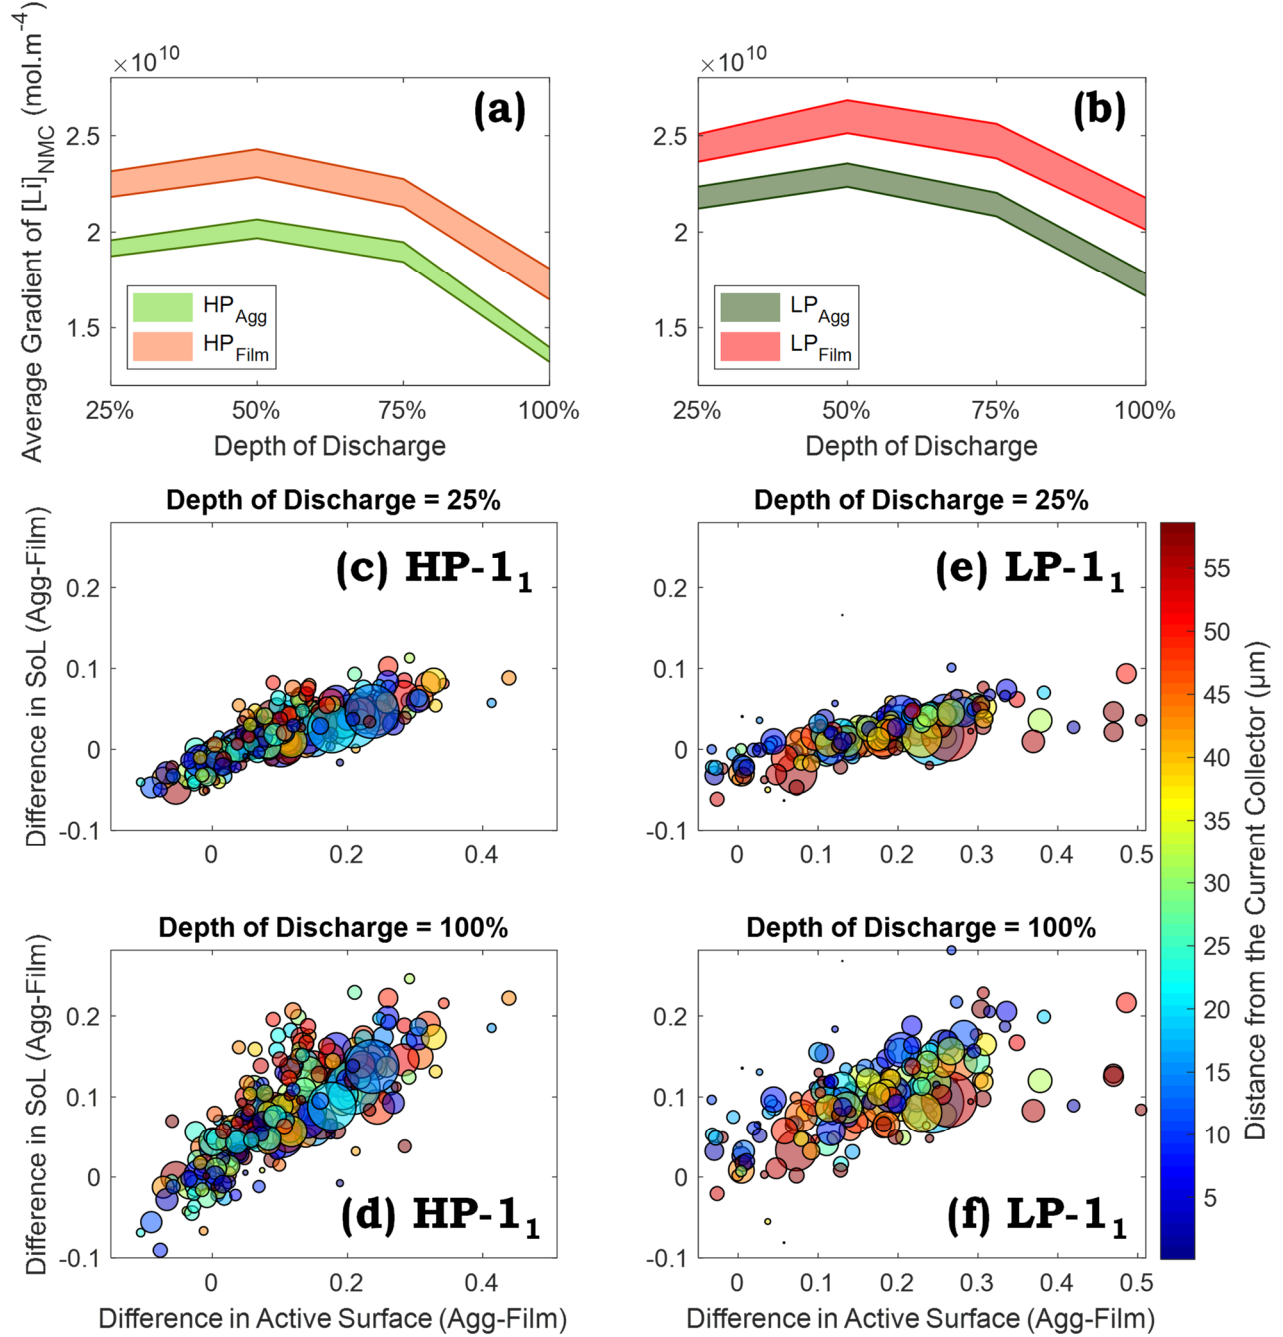 Average Gradient of [Li]NMC (mol.m-4)
×10^10
(a)
2.5
2
1.5
HPAgg
HPFilm
25% 50% 75% 100%
Depth of Discharge
×10^10
(b)
2.5
2
1.5
LPAgg
LPFilm
25% 50% 75% 100%
Depth of Discharge
Depth of Discharge = 25%
Difference in SoL (Agg-Film)
(c) HP-11
0.2
0.1
0
-0.1
0 0.2 0.4
Depth of Discharge = 25%
(e) LP-11
0.2
0.1
0
-0.1
0 0.1 0.2 0.3 0.4 0.5
Depth of Discharge = 100%
Difference in SoL (Agg-Film)
0.2
0.1
0
-0.1
(d) HP-11
0 0.2 0.4
Difference in Active Surface (Agg-Film)
Depth of Discharge = 100%
0.2
0.1
0
-0.1
(f) LP-11
0 0.1 0.2 0.3 0.4 0.5
Difference in Active Surface (Agg-Film)
55
50
45
40
35
30
25
20
15
10
5
Distance from the Current Collector (μm)